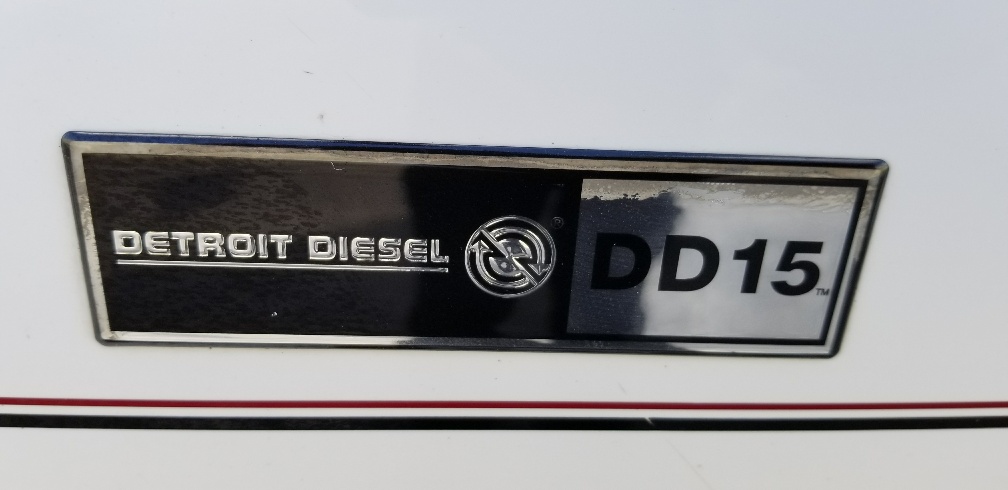 DETROIT DIESEL ® DD15™